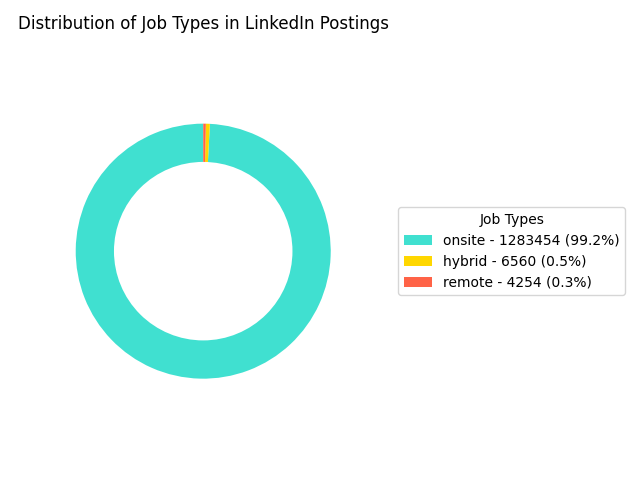 Distribution of Job Types in LinkedIn Postings
Job Types
onsite - 1283454 (99.2%)
hybrid - 6560 (0.5%)
remote - 4254 (0.3%)